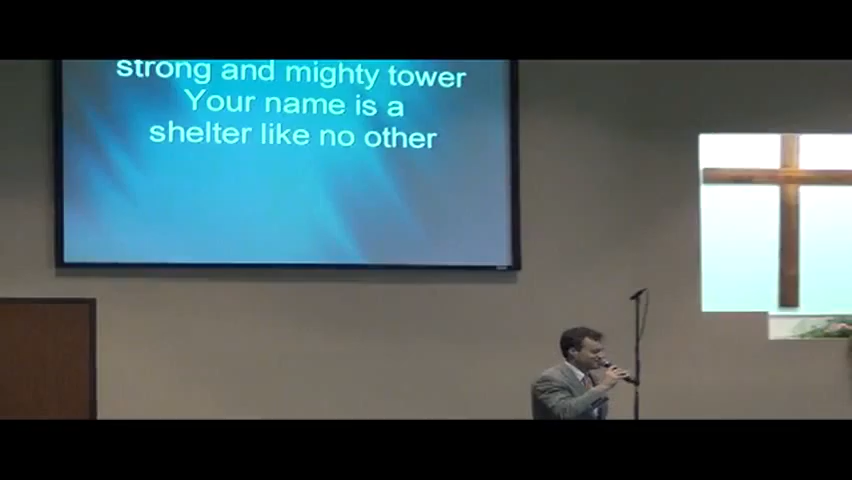 strong and mighty tower
Your name is a
shelter like no other